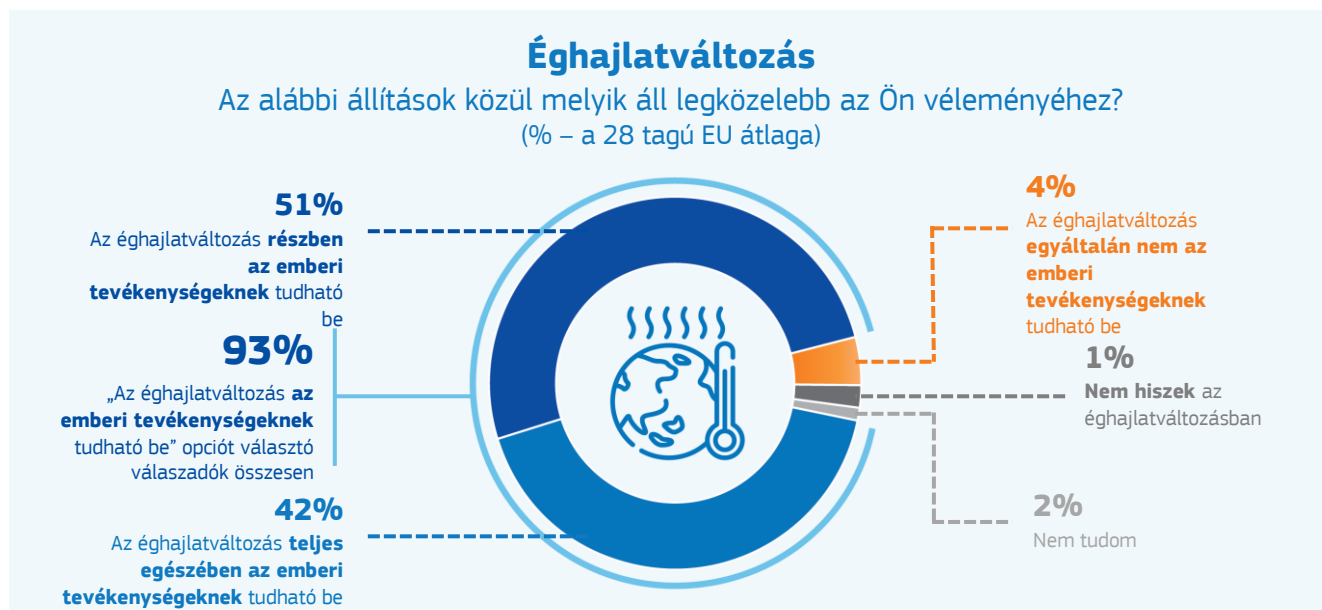 Éghajlatváltozás
Az alábbi állítások közül melyik áll legközelebb az Ön véleményéhez?
(% – a 28 tagú EU átlaga)
51%
Az éghajlatváltozás részben
az emberi
tevékenységeknek tudható
be
93%
„Az éghajlatváltozás az
emberi tevékenységeknek
tudható be” opciót választó
válaszadók összesen
42%
Az éghajlatváltozás teljes
egészében az emberi
tevékenységeknek tudható be
4%
Az éghajlatváltozás
egyáltalán nem az
emberi
tevékenységeknek
tudható be
1%
Nem hiszek az
éghajlatváltozásban
2%
Nem tudom